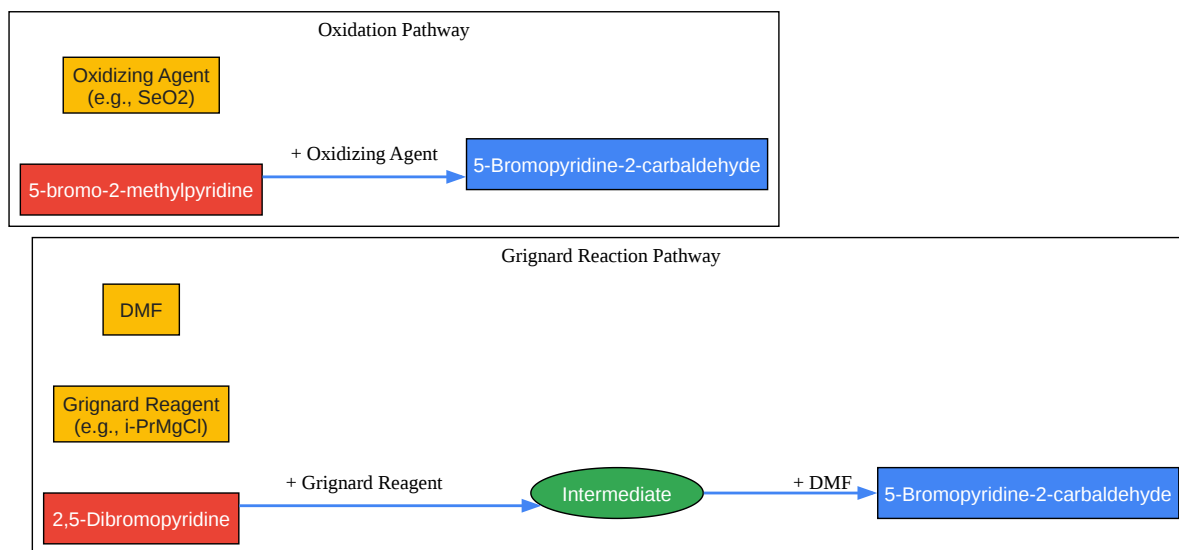 Oxidation Pathway
Oxidizing Agent
(e.g., SeO2)
+ Oxidizing Agent
5-bromo-2-methylpyridine
5-Bromopyridine-2-carbaldehyde
Grignard Reaction Pathway
DMF
Grignard Reagent
(e.g., i-PrMgCl)
2,5-Dibromopyridine
+ Grignard Reagent
Intermediate
+ DMF
5-Bromopyridine-2-carbaldehyde